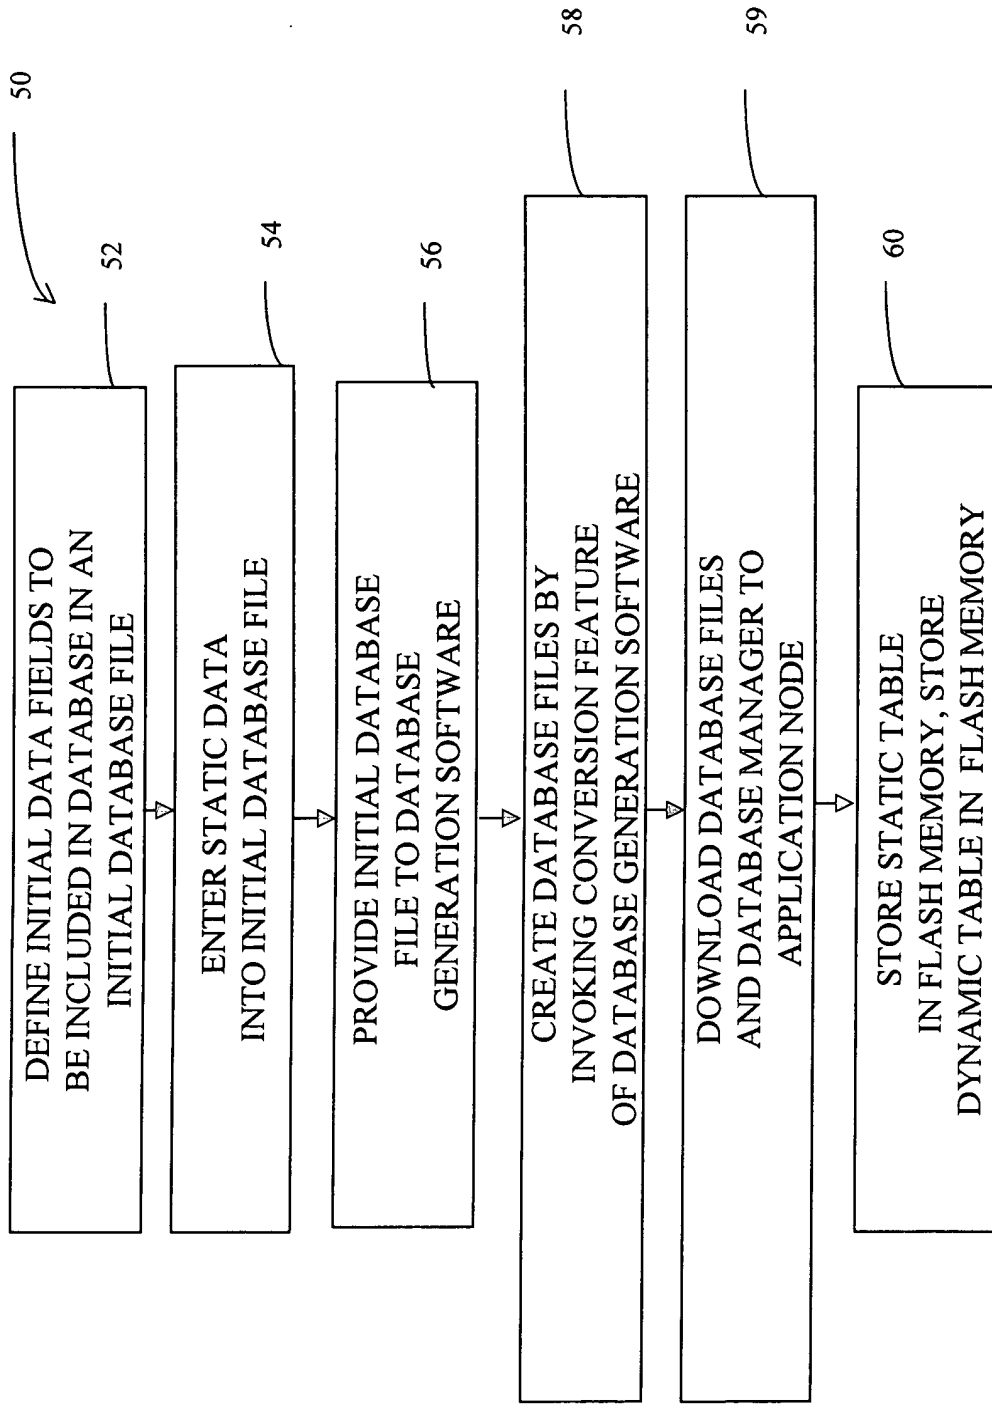 50
DEFINE INITIAL DATA FIELDS TO
BE INCLUDED IN DATABASE IN AN
INITIAL DATABASE FILE
52
ENTER STATIC DATA
INTO INITIAL DATABASE FILE
54
PROVIDE INITIAL DATABASE
FILE TO DATABASE
GENERATION SOFTWARE
56
CREATE DATABASE FILES BY
INVOKING CONVERSION FEATURE
OF DATABASE GENERATION SOFTWARE
58
DOWNLOAD DATABASE FILES
AND DATABASE MANAGER TO
APPLICATION NODE
59
STORE STATIC TABLE
IN FLASH MEMORY, STORE
DYNAMIC TABLE IN FLASH MEMORY
60